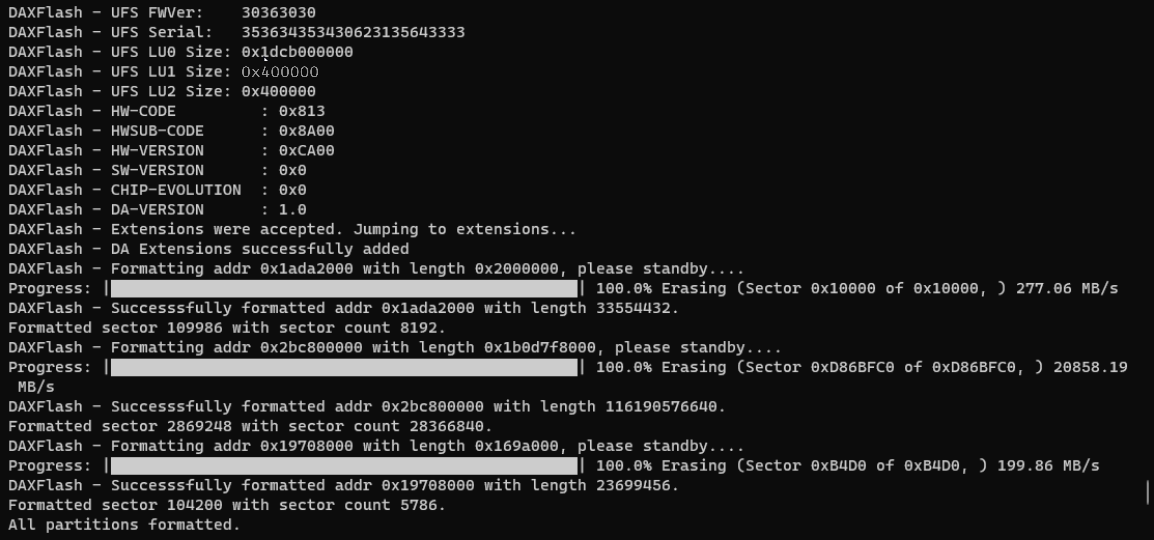 DAXFlash - UFS FWVer:    30363030
DAXFlash - UFS Serial:   353634353430623135643333
DAXFlash - UFS LU0 Size: 0x1dcb000000
DAXFlash - UFS LU1 Size: 0x400000
DAXFlash - UFS LU2 Size: 0x400000
DAXFlash - HW-CODE         : 0x813
DAXFlash - HWSUB-CODE      : 0x8A00
DAXFlash - HW-VERSION      : 0xCA00
DAXFlash - SW-VERSION      : 0x0
DAXFlash - CHIP-EVOLUTION  : 0x0
DAXFlash - DA-VERSION      : 1.0
DAXFlash - Extensions were accepted. Jumping to extensions...
DAXFlash - DA Extensions successfully added
DAXFlash - Formatting addr 0x1ada2000 with length 0x2000000, please standby....
Progress: || 100.0% Erasing (Sector 0x10000 of 0x10000, ) 277.06 MB/s
DAXFlash - Successsfully formatted addr 0x1ada2000 with length 33554432.
Formatted sector 109986 with sector count 8192.
DAXFlash - Formatting addr 0x2bc800000 with length 0x1b0d7f8000, please standby....
Progress: || 100.0% Erasing (Sector 0xD86BFC0 of 0xD86BFC0, ) 20858.19
MB/s
DAXFlash - Successsfully formatted addr 0x2bc800000 with length 116190576640.
Formatted sector 2869248 with sector count 28366840.
DAXFlash - Formatting addr 0x19708000 with length 0x169a000, please standby....
Progress: || 100.0% Erasing (Sector 0xB4D0 of 0xB4D0, ) 199.86 MB/s
DAXFlash - Successsfully formatted addr 0x19708000 with length 23699456.
Formatted sector 104200 with sector count 5786.
All partitions formatted.